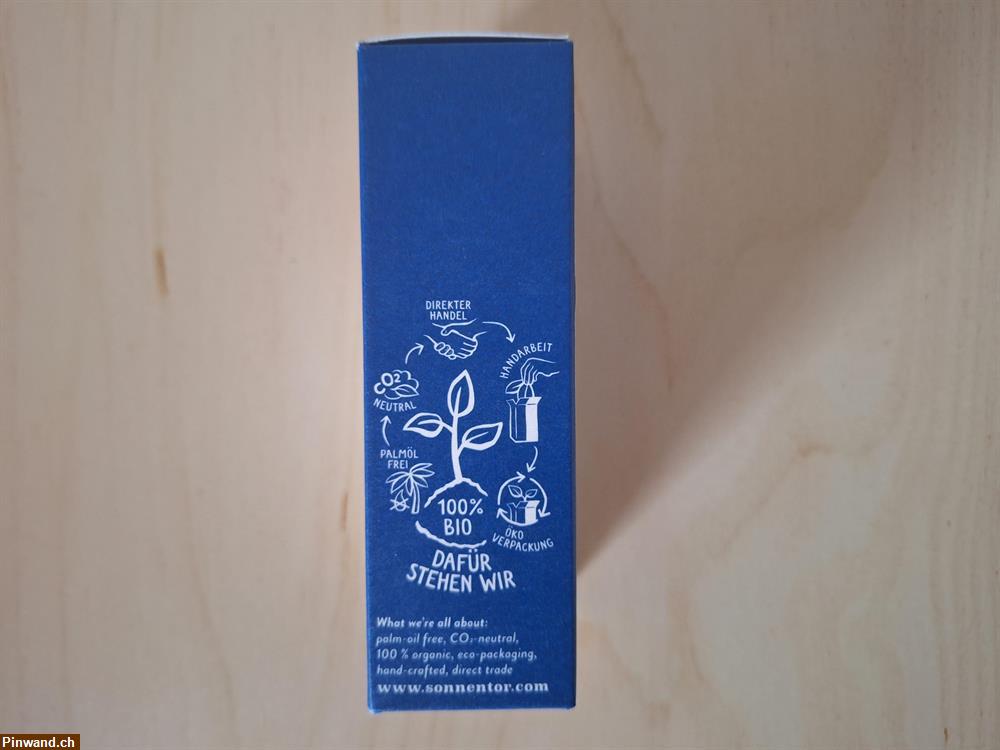 DIREKTER
HANDEL
HANDARBEIT
CO2
NEUTRAL
PALMÖL
FREI
100%
BIO
ÖKO
VERPACKUNG
DAFÜR
STEHEN WIR
What we're all about:
palm-oil free, CO₂-neutral,
100 % organic, eco-packaging,
hand-crafted, direct trade
www.sonnentor.com
Pinwand.ch